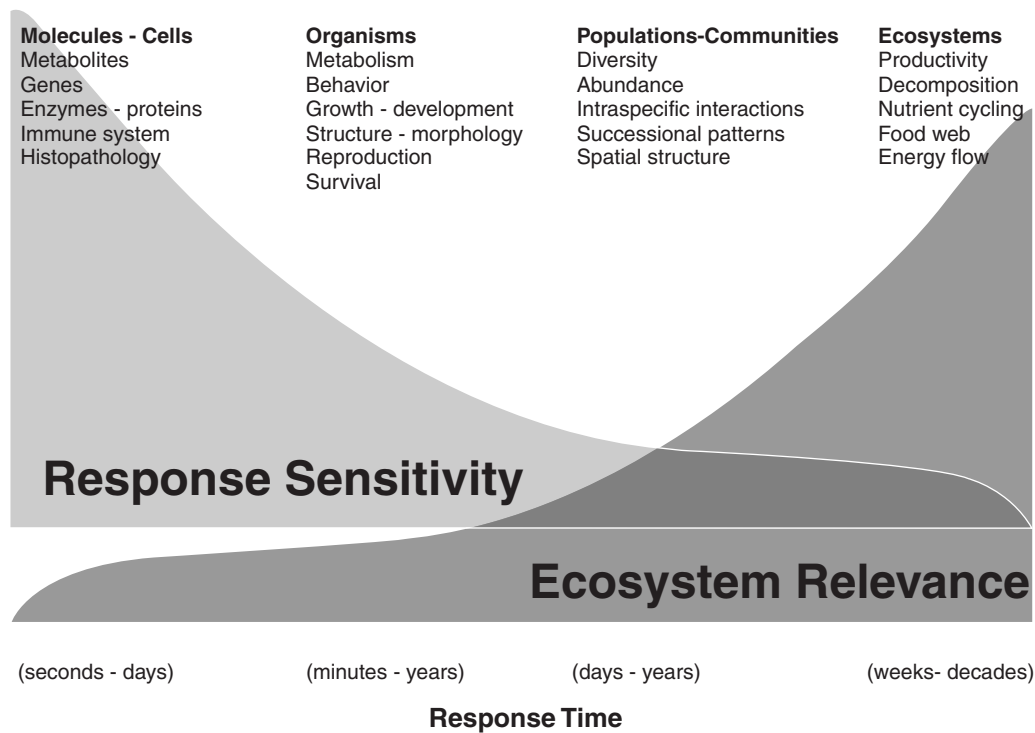 Molecules - Cells
Metabolites
Genes
Enzymes - proteins
Immune system
Histopathology
Organisms
Metabolism
Behavior
Growth - development
Structure - morphology
Reproduction
Survival
Populations-Communities
Diversity
Abundance
Intraspecific interactions
Successional patterns
Spatial structure
Ecosystems
Productivity
Decomposition
Nutrient cycling
Food web
Energy flow
Response Sensitivity
Ecosystem Relevance
(seconds - days)
(minutes - years)
(days - years)
(weeks- decades)
Response Time